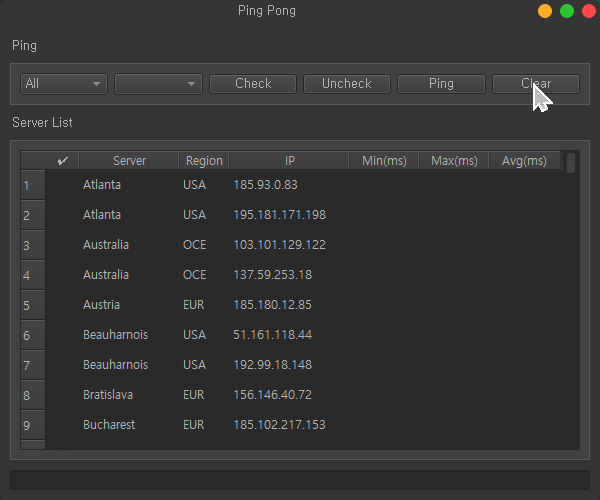 Ping Pong
Ping
All Check Uncheck Ping Clear
Server List
✓ Server Region IP Min(ms) Max(ms) Avg(ms)
1 Atlanta USA 185.93.0.83
2 Atlanta USA 195.181.171.198
3 Australia OCE 103.101.129.122
4 Australia OCE 137.59.253.18
5 Austria EUR 185.180.12.85
6 Beauharnois USA 51.161.118.44
7 Beauharnois USA 192.99.18.148
8 Bratislava EUR 156.146.40.72
9 Bucharest EUR 185.102.217.153